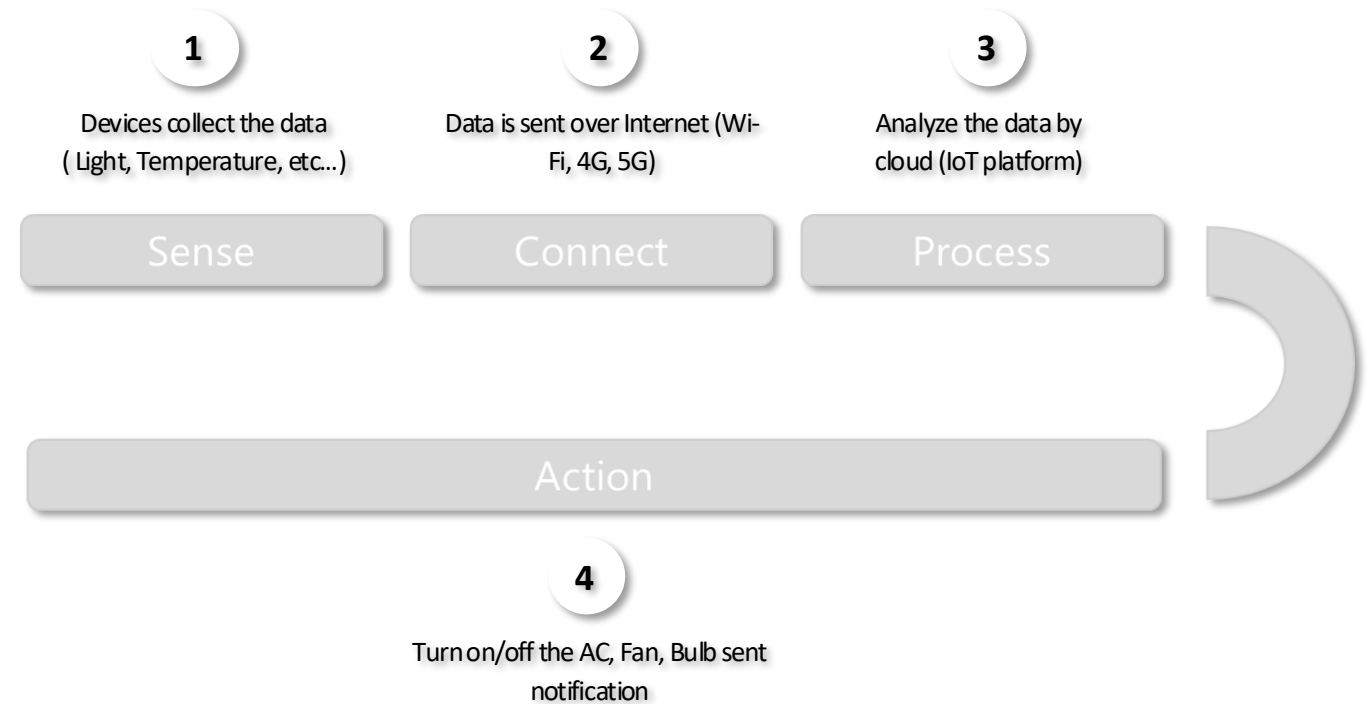 1
2
3
Devices collect the data
( Light, Temperature, etc...)
Data is sent over Internet (Wi-
Fi, 4G, 5G)
Analyze the data by
cloud (IoT platform)
Sense
Connect
Process
Action
4
Turn on/off the AC, Fan, Bulb sent
notification